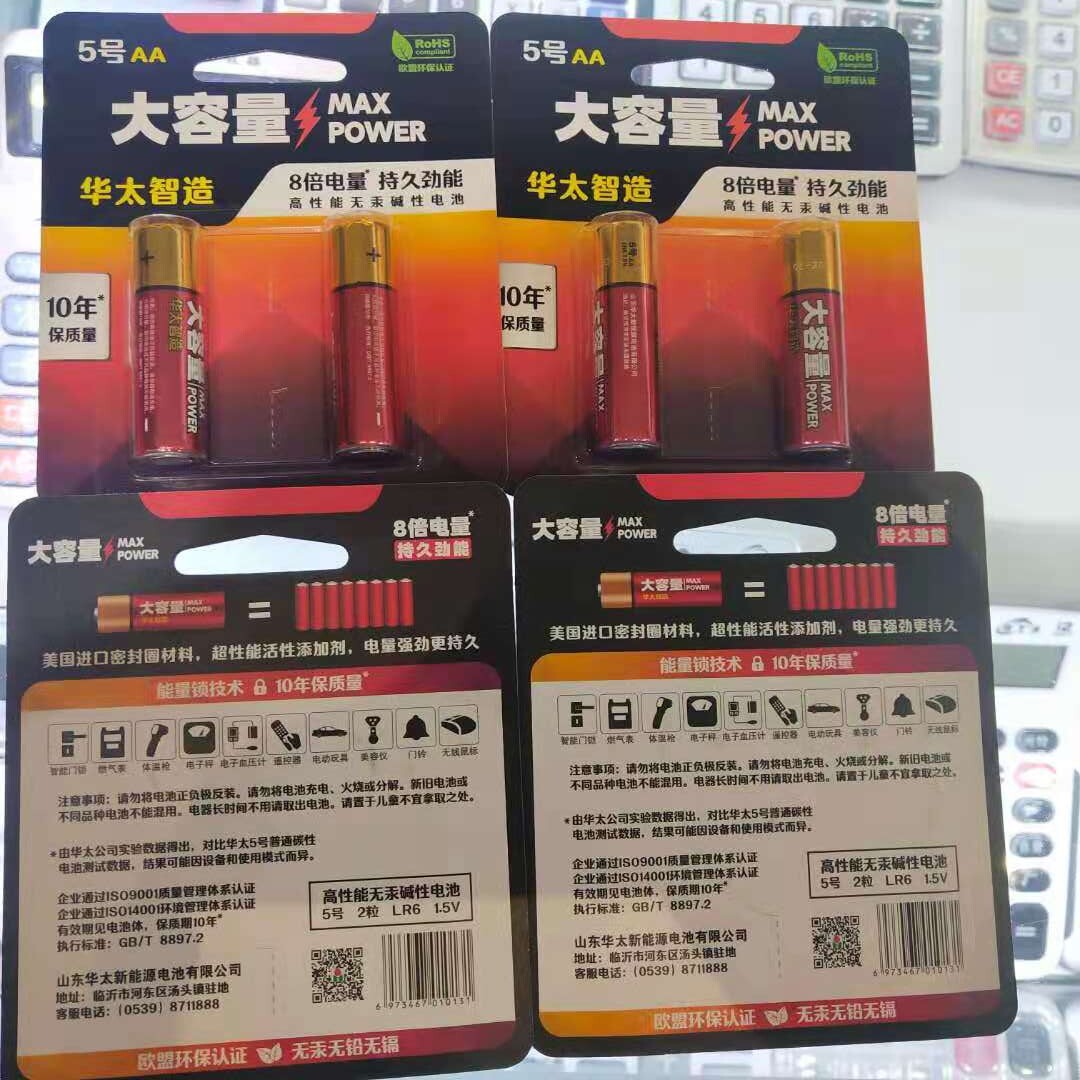 5号 AA
RoHS
compliant
欧盟环保认证
大容量 MAX POWER
华太智造
8倍电量* 持久劲能
高性能无汞碱性电池
10年*
保质量
+
大容量 MAX POWER
华太智造
+
5号 AA
RoHS
compliant
欧盟环保认证
大容量 MAX POWER
华太智造
8倍电量* 持久劲能
高性能无汞碱性电池
10年*
保质量
5号
大容量 MAX
大容量 MAX POWER
大容量 MAX POWER
8倍电量*
持久劲能
大容量 MAX POWER
华太智造
=
美国进口密封圈材料，超性能活性添加剂，电量强劲更持久
能量锁技术 10年保质量*
智能门锁 燃气表 体温枪 电子秤 电子血压计 遥控器 电动玩具 美容仪 门铃 无线鼠标
注意事项：请勿将电池正负极反装。请勿将电池充电、火烧或分解。新旧电池或
不同品种电池不能混用。电器长时间不用请取出电池。请置于儿童不宜拿取之处。
*由华太公司实验数据得出，对比华太5号普通碳性
电池测试数据，结果可能因设备和使用模式而异。
企业通过ISO9001质量管理体系认证
企业通过ISO14001环境管理体系认证
有效期见电池体，保质期10年*
执行标准：GB/T 8897.2
高性能无汞碱性电池
5号 2粒 LR6 1.5V
山东华太新能源电池有限公司
地址：临沂市河东区汤头镇驻地
客服电话：(0539) 8711888
6 973467 010131
欧盟环保认证 无汞无铅无镉
大容量 MAX POWER
8倍电量*
持久劲能
大容量 MAX POWER
华太智造
=
美国进口密封圈材料，超性能活性添加剂，电量强劲更持久
能量锁技术 10年保质量*
智能门锁 燃气表 体温枪 电子秤 电子血压计 遥控器 电动玩具 美容仪 门铃 无线鼠标
注意事项：请勿将电池正负极反装。请勿将电池充电、火烧或分解。新旧电池或
不同品种电池不能混用。电器长时间不用请取出电池。请置于儿童不宜拿取之处。
*由华太公司实验数据得出，对比华太5号普通碳性
电池测试数据，结果可能因设备和使用模式而异。
企业通过ISO9001质量管理体系认证
企业通过ISO14001环境管理体系认证
有效期见电池体，保质期10年*
执行标准：GB/T 8897.2
高性能无汞碱性电池
5号 2粒 LR6 1.5V
山东华太新能源电池有限公司
地址：临沂市河东区汤头镇驻地
客服电话：(0539) 8711888
6 973467 010131
欧盟环保认证 无汞无铅无镉
CE
AC
4
1
0